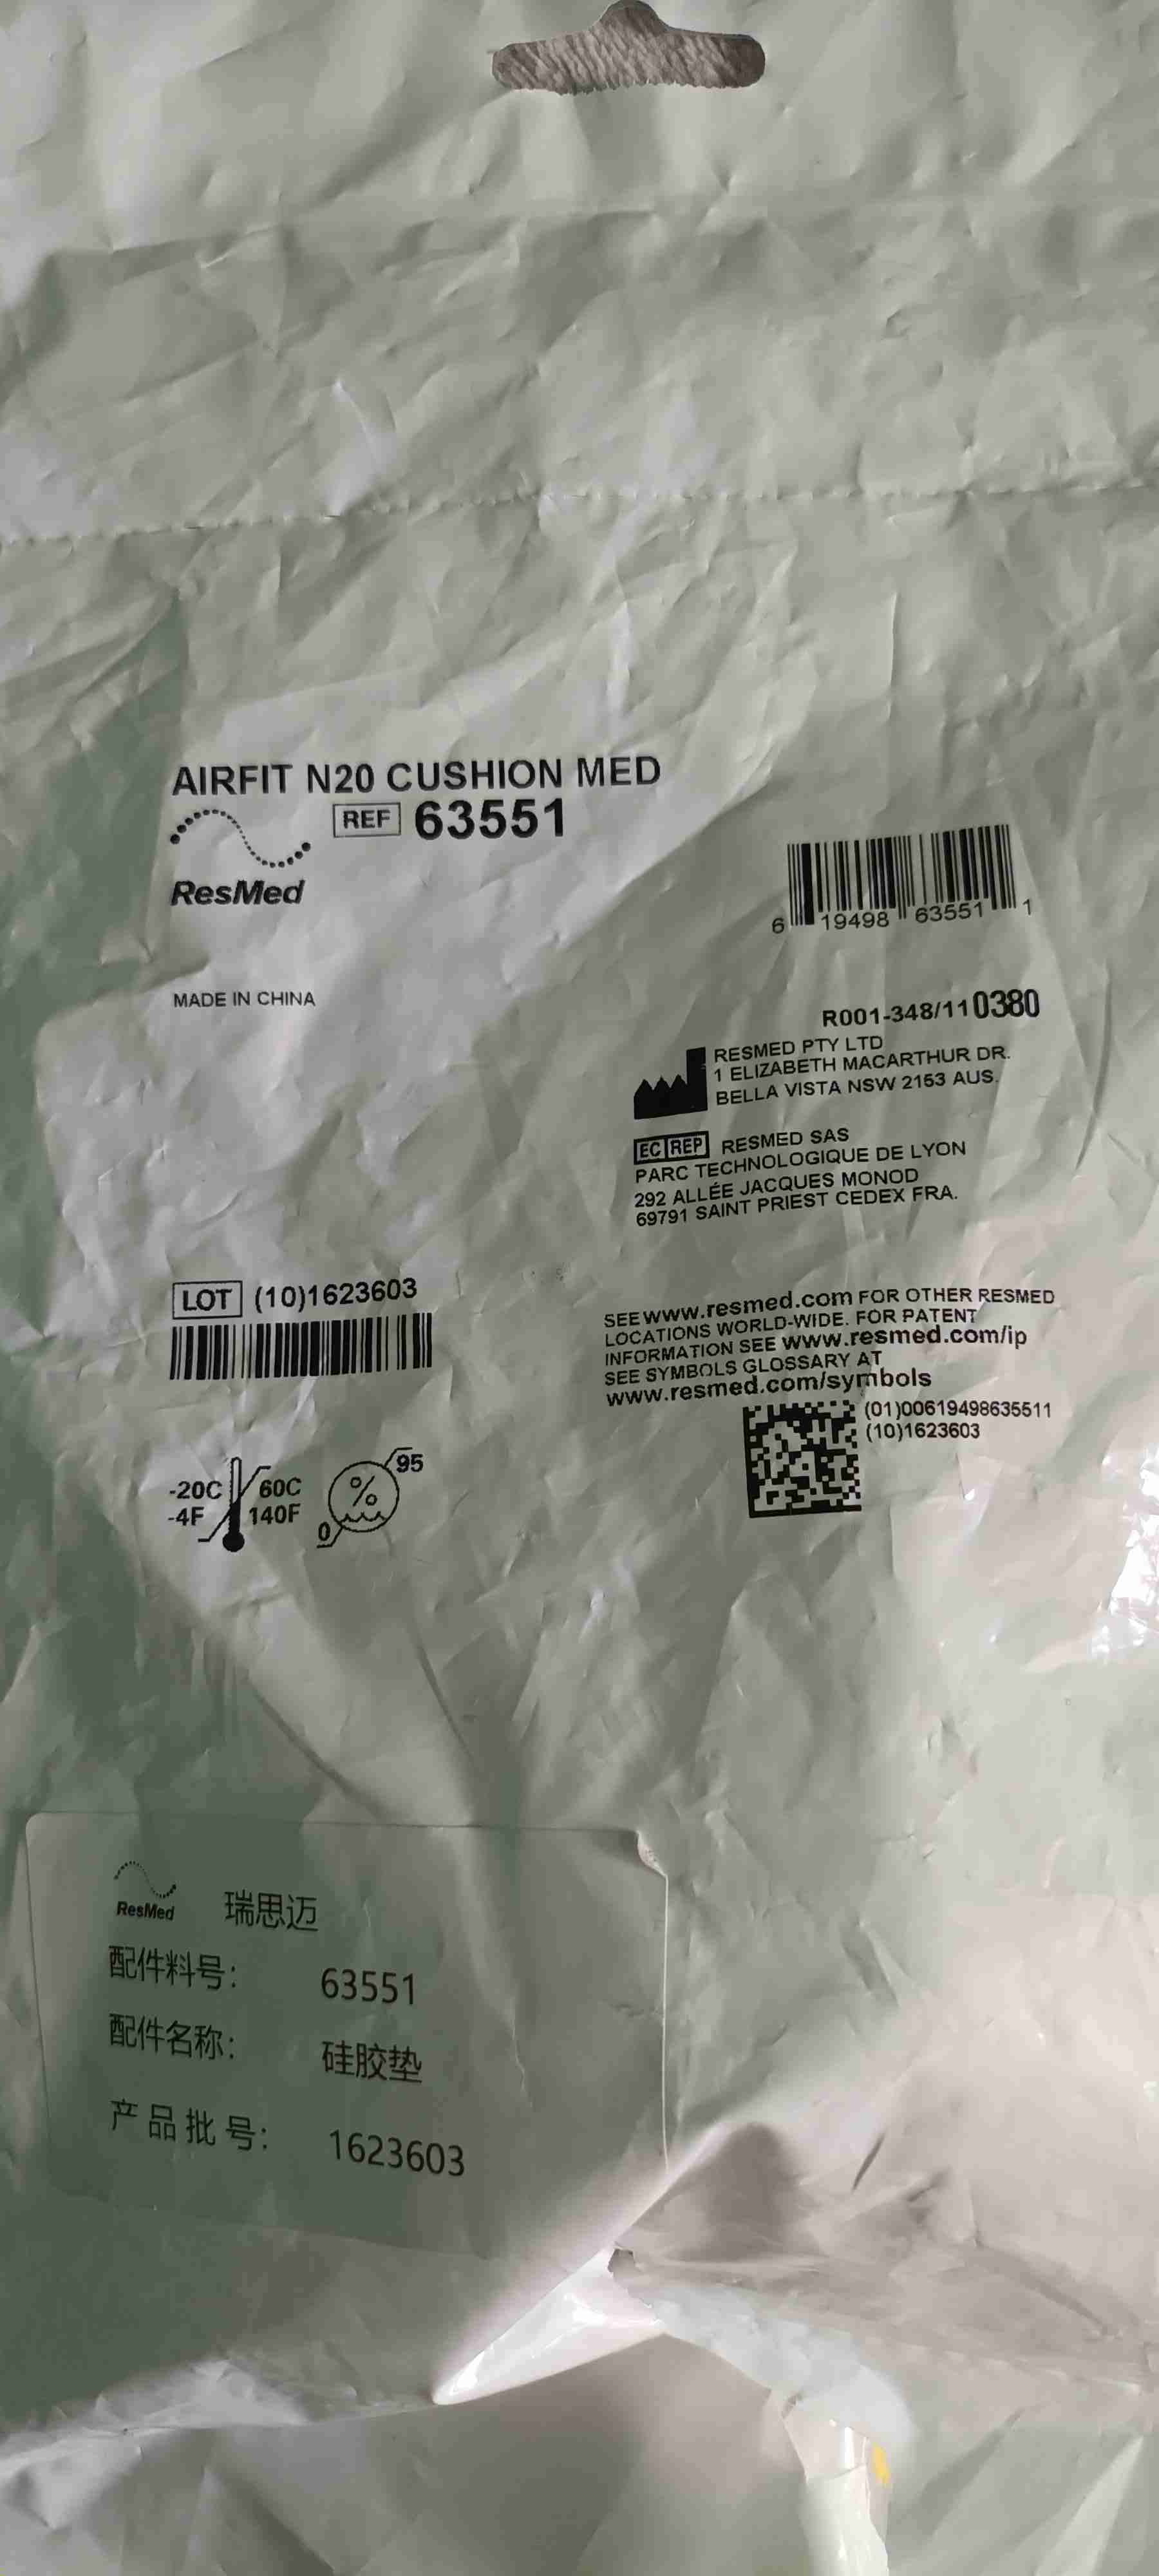 AIRFIT N20 CUSHION MED
REF 63551
ResMed
6 19498 63551 1
MADE IN CHINA
R001-348/11 0380
RESMED PTY LTD
1 ELIZABETH MACARTHUR DR.
BELLA VISTA NSW 2153 AUS.
EC REP RESMED SAS
PARC TECHNOLOGIQUE DE LYON
292 ALLÉE JACQUES MONOD
69791 SAINT PRIEST CEDEX FRA.
LOT (10)1623603
SEE www.resmed.com FOR OTHER RESMED
LOCATIONS WORLD-WIDE. FOR PATENT
INFORMATION SEE www.resmed.com/ip
SEE SYMBOLS GLOSSARY AT
www.resmed.com/symbols
(01)00619498635511
(10)1623603
-20C 60C
-4F 140F
% 95
0
ResMed 瑞思迈
配件料号: 63551
配件名称: 硅胶垫
产品批号: 1623603